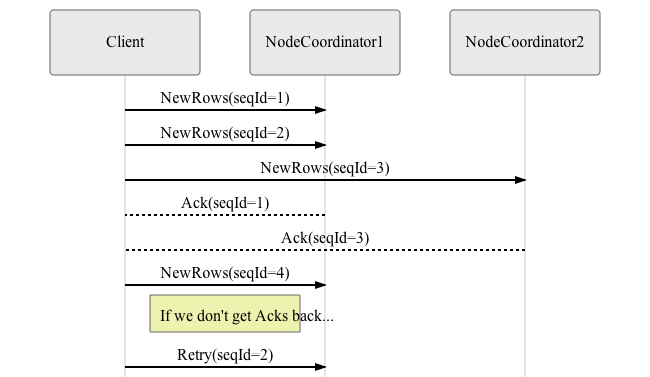 Client
NodeCoordinator1
NodeCoordinator2
NewRows(seqId=1)
NewRows(seqId=2)
NewRows(seqId=3)
Ack(seqId=1)
Ack(seqId=3)
NewRows(seqId=4)
If we don't get Acks back...
Retry(seqId=2)